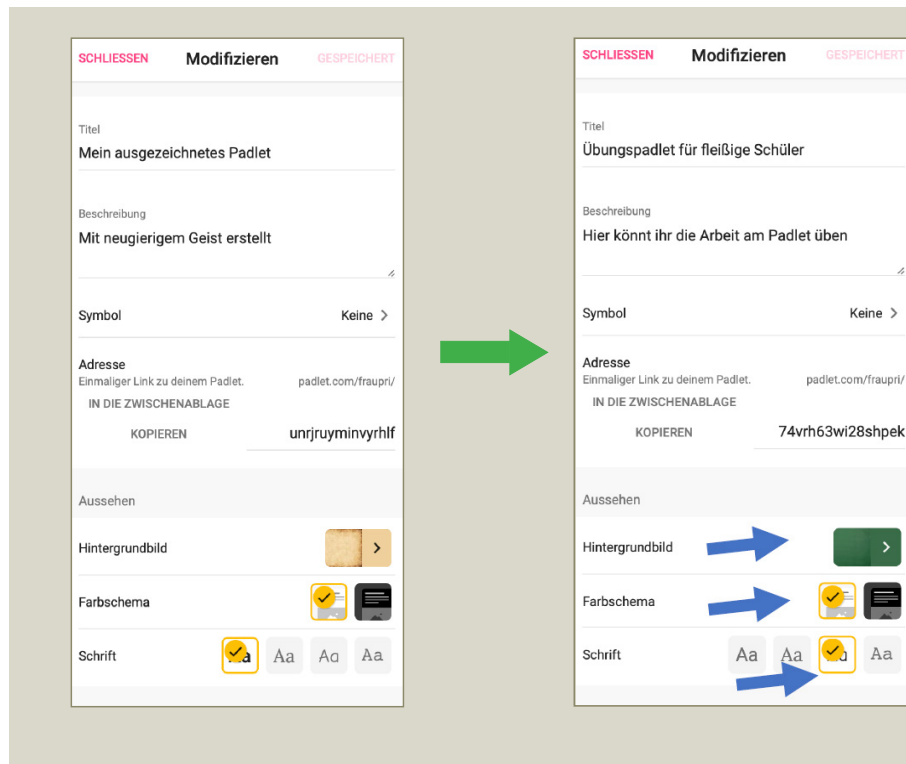 SCHLIESSEN Modifizieren GESPEICHERT
Titel
Mein ausgezeichnetes Padlet
Beschreibung
Mit neugierigem Geist erstellt
Symbol Keine
Adresse
Einmaliger Link zu deinem Padlet. padlet.com/fraupri/
IN DIE ZWISCHENABLAGE
KOPIEREN unrjruyminvyrhlf
Aussehen
Hintergrundbild
Farbschema
Schrift Aa Aa Aa
SCHLIESSEN Modifizieren GESPEICHERT
Titel
Übungspadlet für fleißige Schüler
Beschreibung
Hier könnt ihr die Arbeit am Padlet üben
Symbol Keine
Adresse
Einmaliger Link zu deinem Padlet. padlet.com/fraupri/
IN DIE ZWISCHENABLAGE
KOPIEREN 74vrh63wi28shpek
Aussehen
Hintergrundbild
Farbschema
Schrift Aa Aa Aa